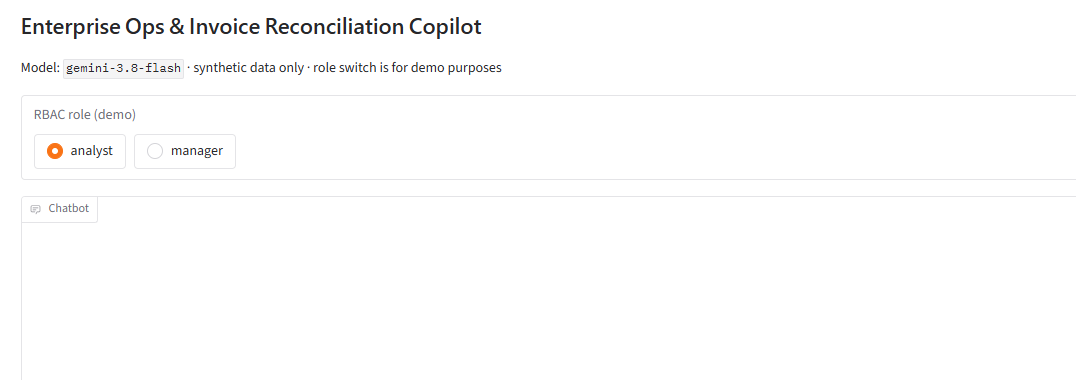 Enterprise Ops & Invoice Reconciliation Copilot
Model: gemini-3.8-flash · synthetic data only · role switch is for demo purposes
RBAC role (demo)
analyst
manager
Chatbot